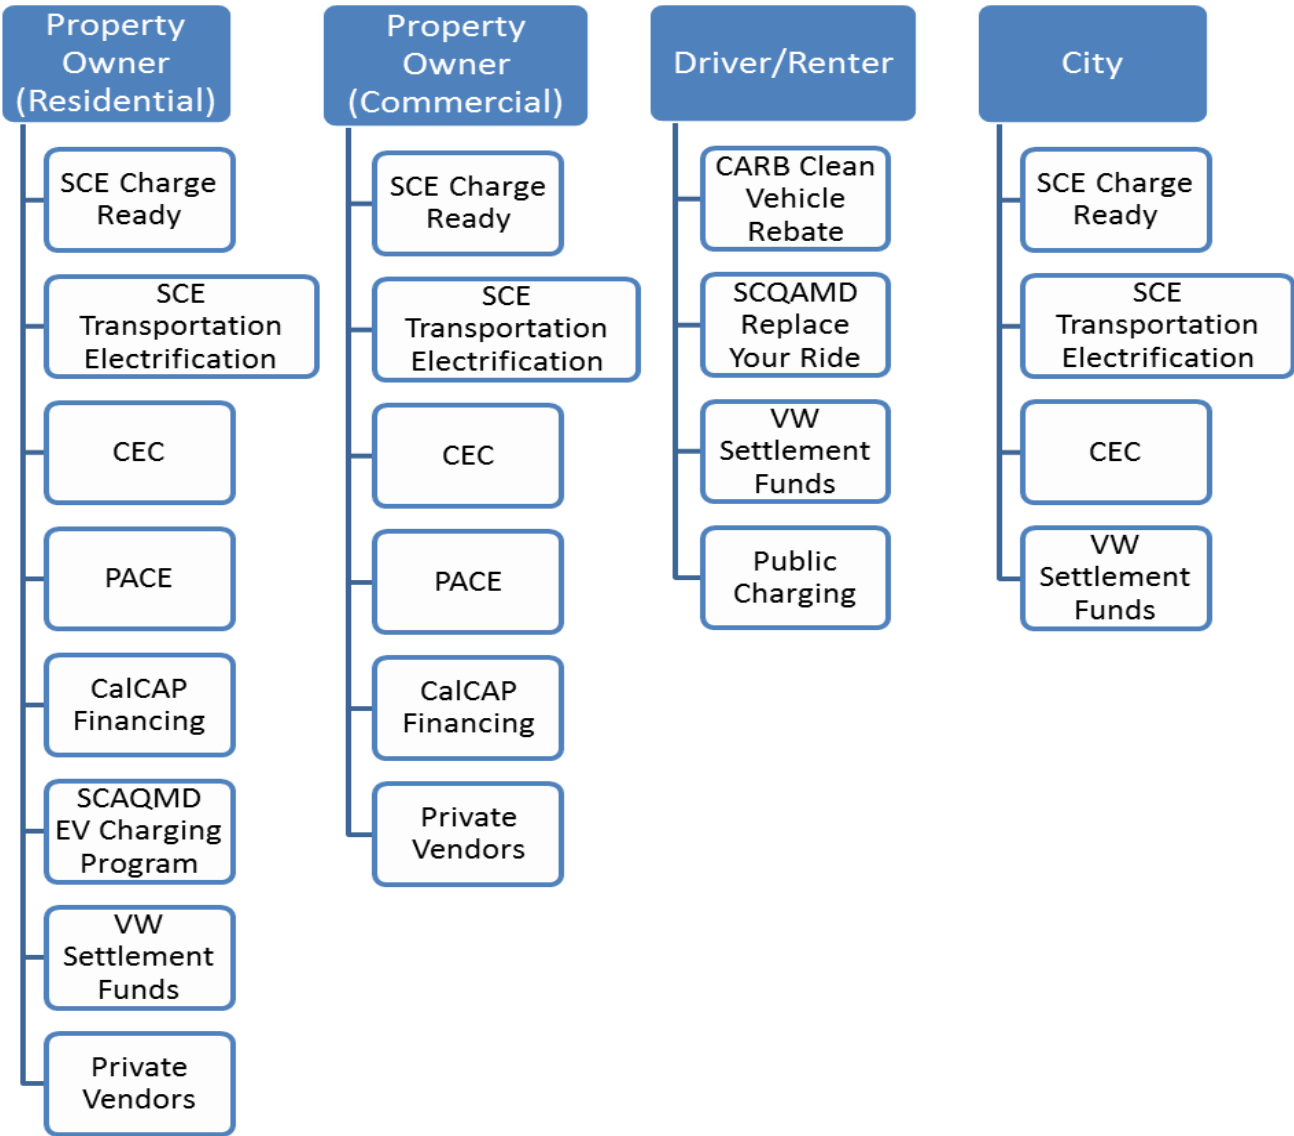 Property
Owner
(Residential)
SCE Charge
Ready
SCE
Transportation
Electrification
CEC
PACE
CalCAP
Financing
SCAQMD
EV Charging
Program
VW
Settlement
Funds
Private
Vendors
Property
Owner
(Commercial)
SCE Charge
Ready
SCE
Transportation
Electrification
CEC
PACE
CalCAP
Financing
Private
Vendors
Driver/Renter
CARB Clean
Vehicle
Rebate
SCQAMD
Replace
Your Ride
VW
Settlement
Funds
Public
Charging
City
SCE Charge
Ready
SCE
Transportation
Electrification
CEC
VW
Settlement
Funds